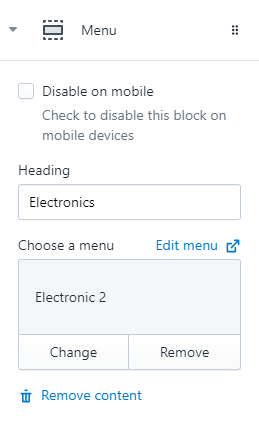 Menu
Disable on mobile
Check to disable this block on
mobile devices
Heading
Electronics
Choose a menu Edit menu
Electronic 2
Change Remove
Remove content